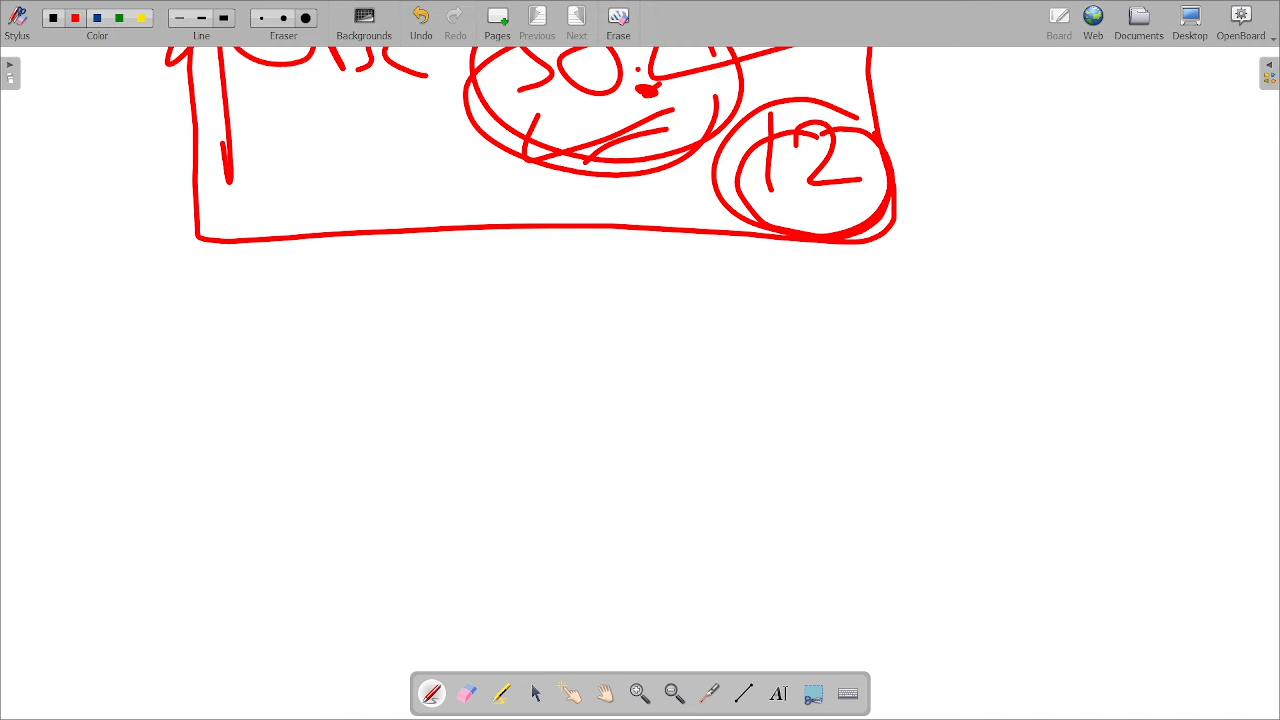 Stylus
Color
Line
Eraser
Backgrounds
Undo
Redo
Pages
Previous
Next
Erase
Board
Web
Documents
Desktop
OpenBoard
12